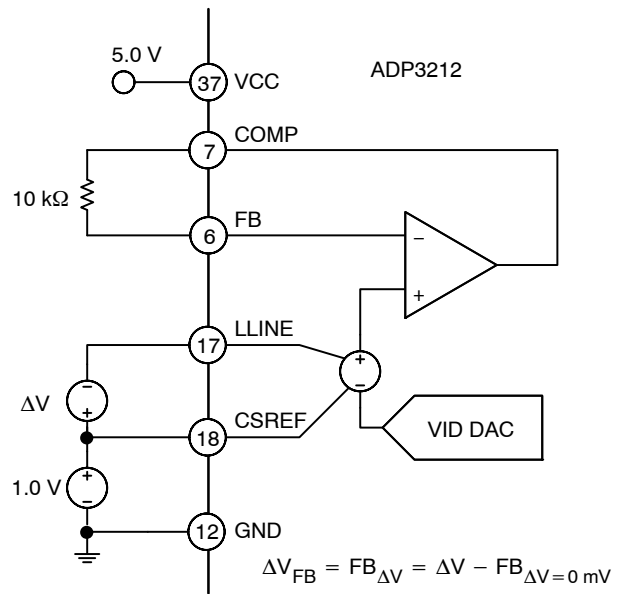 5.0 V
ADP3212
37 VCC
COMP
7
10 kΩ
FB
6
−
+
LLINE
17
+
−
−
+
ΔV
CSREF
18
VID DAC
+
1.0 V
−
12 GND
ΔV_FB = FB_ΔV = ΔV − FB_ΔV=0 mV